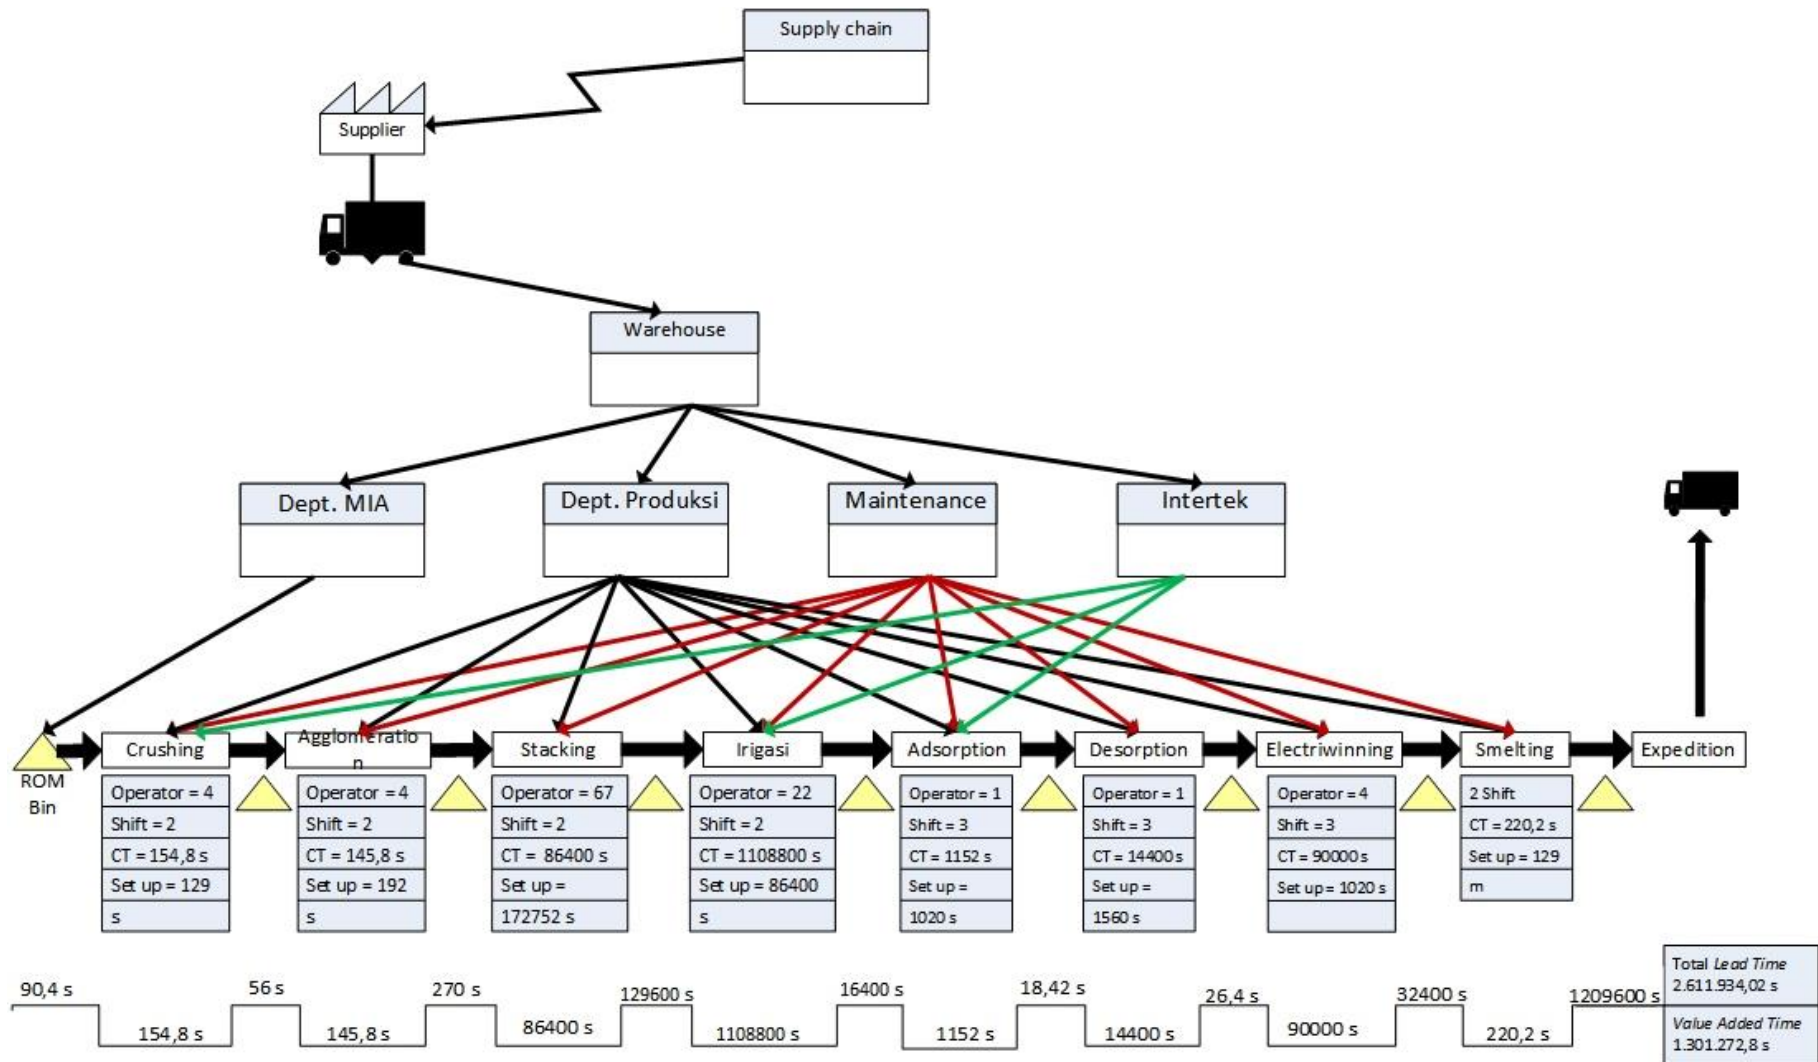 Supply chain
Supplier
Warehouse
Dept. MIA
Dept. Produksi
Maintenance
Intertek
ROM
Bin
Crushing
Agglomeratio
n
Stacking
Irigasi
Adsorption
Desorption
Electriwinning
Smelting
Expedition
Operator = 4
Shift = 2
CT = 154,8 s
Set up = 129
s
Operator = 4
Shift = 2
CT = 145,8 s
Set up = 192
s
Operator = 67
Shift = 2
CT = 86400 s
Set up =
172752 s
Operator = 22
Shift = 2
CT = 1108800 s
Set up = 86400
s
Operator = 1
Shift = 3
CT = 1152 s
Set up =
1020 s
Operator = 1
Shift = 3
CT = 14400 s
Set up =
1560 s
Operator = 4
Shift = 3
CT = 90000 s
Set up = 1020 s
2 Shift
CT = 220,2 s
Set up = 129
m
90,4 s
154,8 s
56 s
145,8 s
270 s
86400 s
129600 s
1108800 s
16400 s
1152 s
18,42 s
14400 s
26,4 s
90000 s
32400 s
220,2 s
1209600 s
Total Lead Time
2.611.934,02 s
Value Added Time
1.301.272,8 s